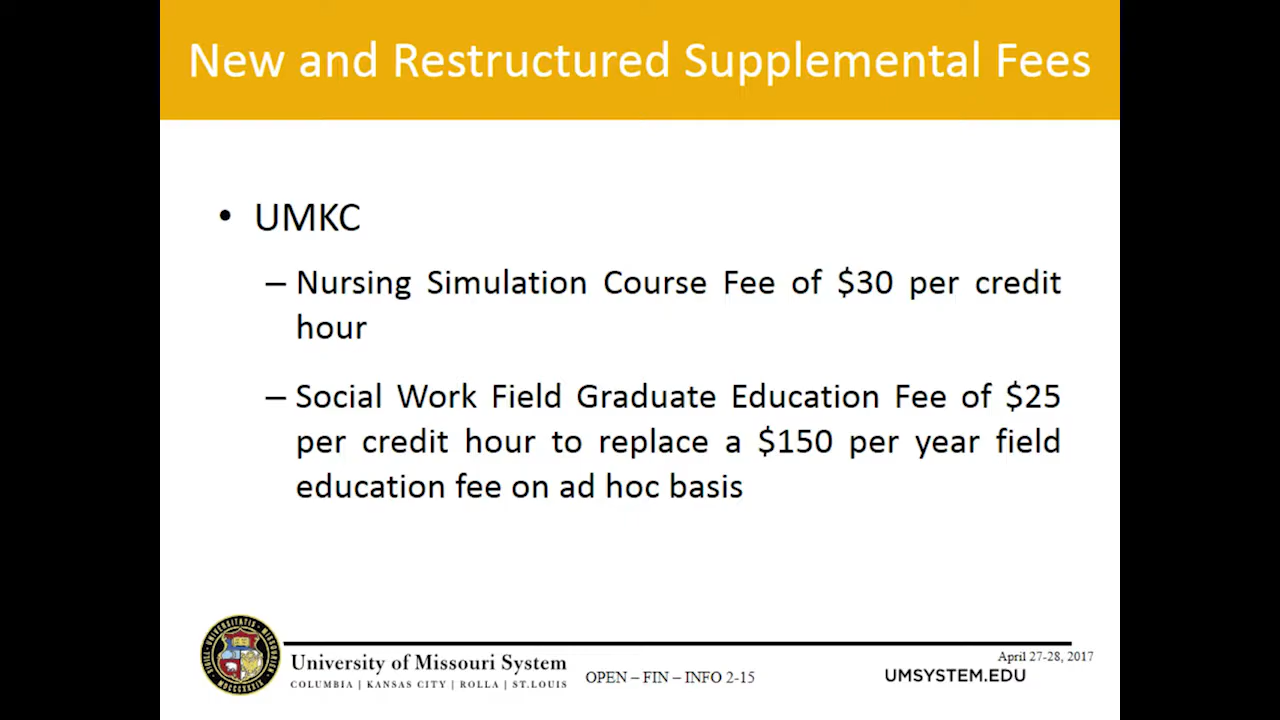 New and Restructured Supplemental Fees
• UMKC
– Nursing Simulation Course Fee of $30 per credit
hour
– Social Work Field Graduate Education Fee of $25
per credit hour to replace a $150 per year field
education fee on ad hoc basis
April 27-28, 2017
University of Missouri System
COLUMBIA | KANSAS CITY | ROLLA | ST.LOUIS
OPEN – FIN – INFO 2-15
UMSYSTEM.EDU